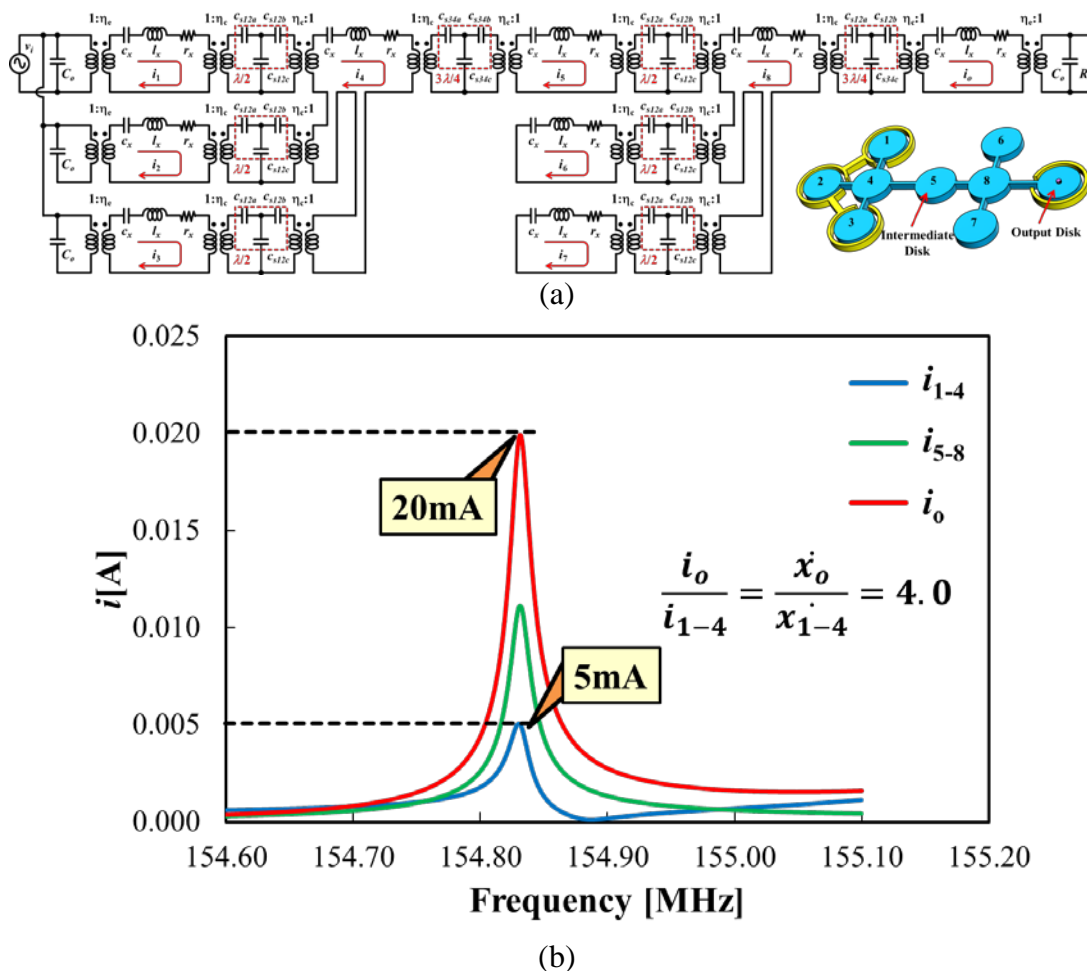 1:ηe cx lx rx ηc:1 1:ηc cs12a cs12b ηc:1 cx lx rx 1:ηc cs34a cs34b ηc:1 cx lx rx 1:ηc cs12a cs12b ηc:1 cx lx rx 1:ηc cs12a cs12b ηc:1 cx lx rx ηc:1
vi Co i1 λ/2 cs12c i4 3λ/4 cs34c i5 λ/2 cs12c i8 3λ/4 cs34c io Co R
1:ηe 1:ηc cs12a cs12b ηc:1 1:ηc cs12a cs12b ηc:1
Co cx lx rx i2 λ/2 cs12c cx lx rx i6 λ/2 cs12c
1:ηe 1:ηc cs12a cs12b ηc:1 1:ηc cs12a cs12b ηc:1
Co cx lx rx i3 λ/2 cs12c cx lx rx i7 λ/2 cs12c
1 6
2 4 5 8
3 7
Intermediate Disk
Output Disk
(a)
0.025
0.020
0.015
0.010
0.005
0.000
i[A]
20mA
5mA
i1-4
i5-8
io
io/i1−4 = ẋo/ẋ1−4 = 4.0
154.60 154.70 154.80 154.90 155.00 155.10 155.20
Frequency [MHz]
(b)